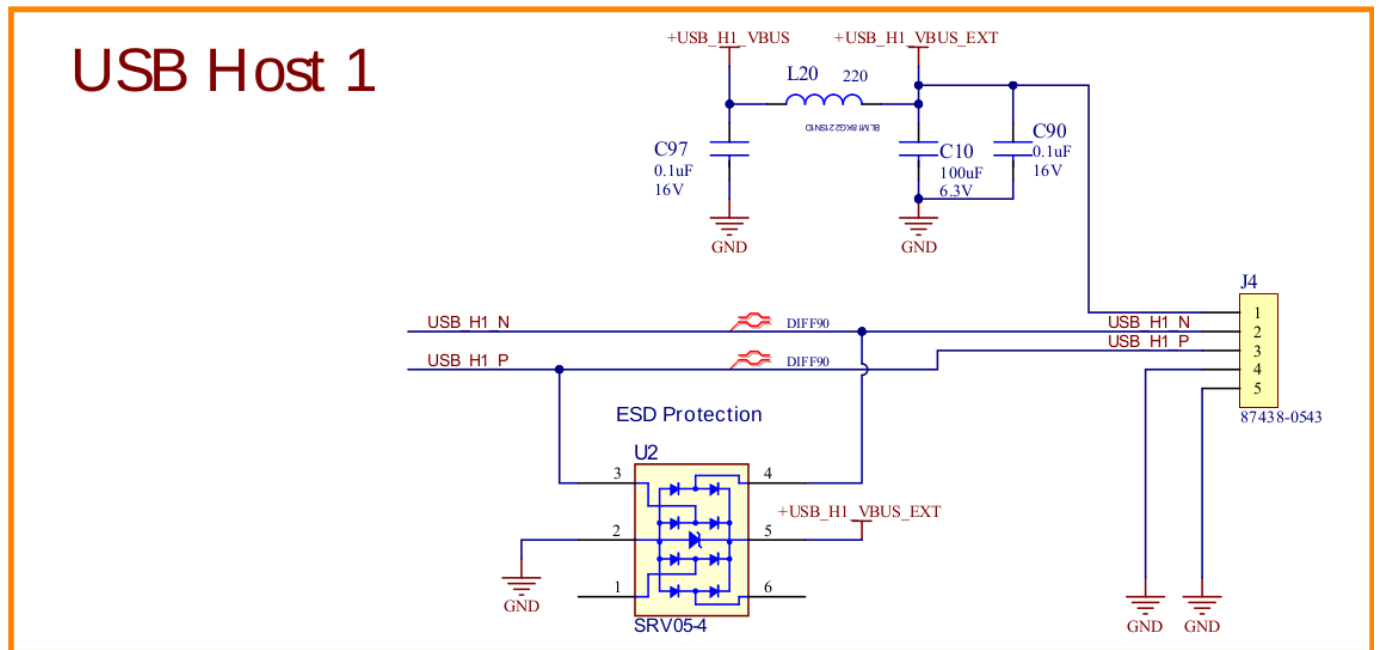 USB Host 1
+USB_H1_VBUS
+USB_H1_VBUS_EXT
L20 220
BLM18KG221SN1D
C97
0.1uF
16V
C10
100uF
6.3V
C90
0.1uF
16V
GND
GND
J4
USB_H1_N
DIFF90
USB_H1_N
USB_H1_P
DIFF90
USB_H1_P
1
2
3
4
5
87438-0543
ESD Protection
U2
3
4
+USB_H1_VBUS_EXT
2
5
1
6
GND
SRV05-4
GND
GND